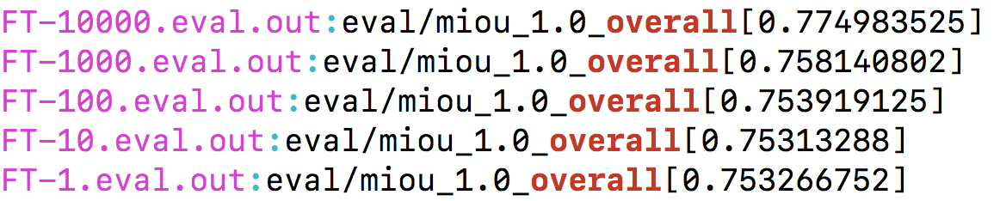 FT-10000.eval.out:eval/miou_1.0_overall[0.774983525]
FT-1000.eval.out:eval/miou_1.0_overall[0.758140802]
FT-100.eval.out:eval/miou_1.0_overall[0.753919125]
FT-10.eval.out:eval/miou_1.0_overall[0.75313288]
FT-1.eval.out:eval/miou_1.0_overall[0.753266752]